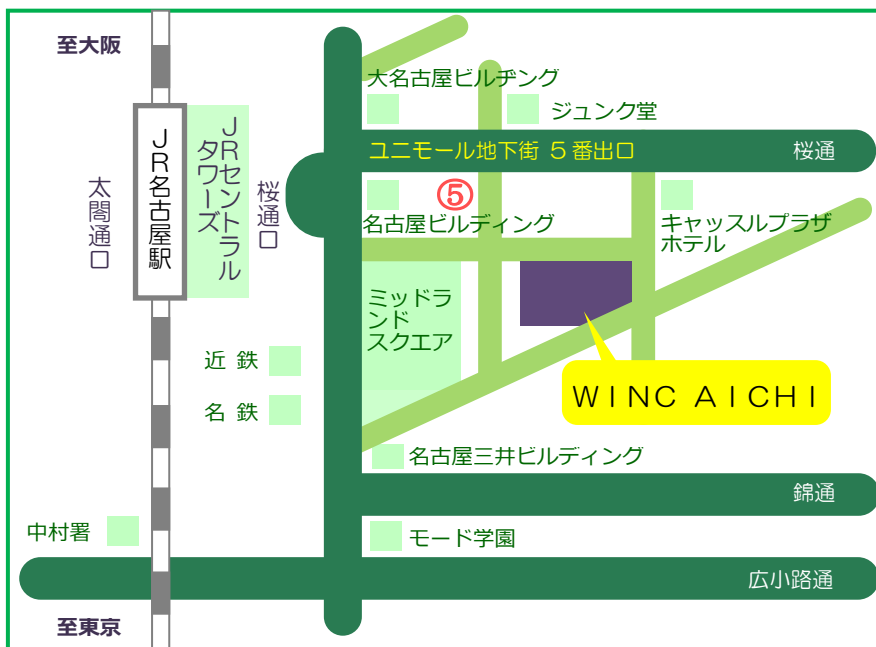 至大阪
大名古屋ビルヂング
ジュンク堂
ユニモール地下街 5番出口
桜通
JR名古屋駅
JRセントラル
タワーズ
太閤通口
桜通口
⑤
名古屋ビルディング
キャッスルプラザ
ホテル
ミッドラ
ンド
スクエア
近 鉄
WINC AICHI
名 鉄
名古屋三井ビルディング
錦通
中村署
モード学園
広小路通
至東京